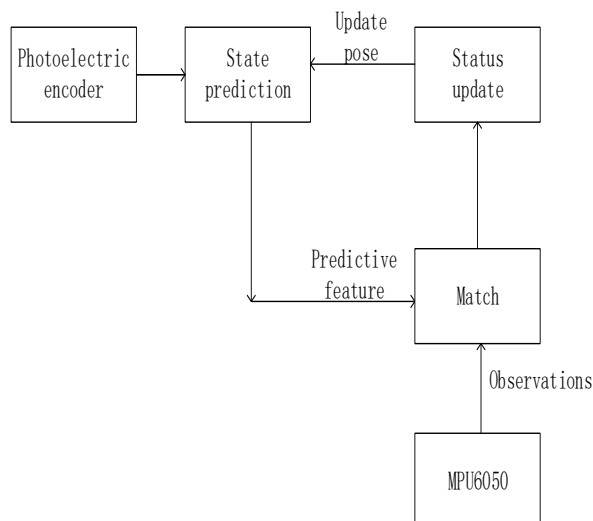 Photoelectric
encoder
State
prediction
Update
pose
Status
update
Predictive
feature
Match
Observations
MPU6050